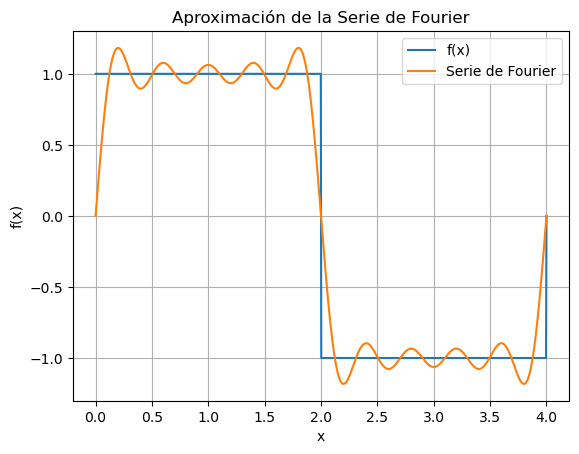 Aproximación de la Serie de Fourier
f(x)
Serie de Fourier
1.0
0.5
0.0
−0.5
−1.0
f(x)
0.0 0.5 1.0 1.5 2.0 2.5 3.0 3.5 4.0
x